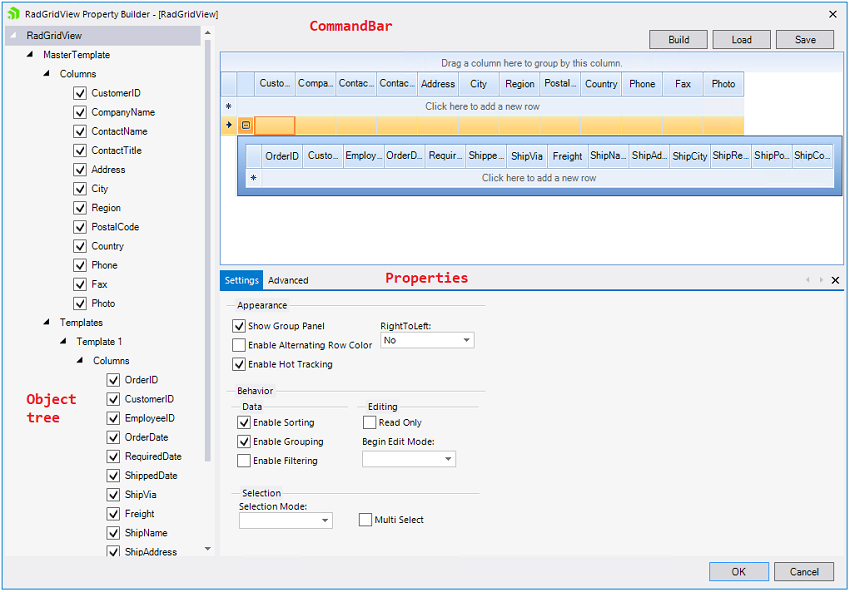 RadGridView Property Builder - [RadGridView]
CommandBar
Build Load Save
RadGridView
MasterTemplate
Columns
CustomerID
CompanyName
ContactName
ContactTitle
Address
City
Region
PostalCode
Country
Phone
Fax
Photo
Templates
Template 1
Columns
OrderID
CustomerID
EmployeeID
OrderDate
RequiredDate
ShippedDate
ShipVia
Freight
ShipName
ShipAddress
Object
tree
Drag a column here to group by this column.
Custo... Compa... Contac... Contac... Address City Region Postal... Country Phone Fax Photo
Click here to add a new row
OrderID Custo... Employ... OrderD... Requir... Shippe... ShipVia Freight ShipNa... ShipAd... ShipCity ShipRe... ShipPo... ShipCo...
Click here to add a new row
Settings Advanced
Properties
Appearance
Show Group Panel RightToLeft:
Enable Alternating Row Color No
Enable Hot Tracking
Behavior
Data Editing
Enable Sorting Read Only
Enable Grouping Begin Edit Mode:
Enable Filtering
Selection
Selection Mode:
Multi Select
OK Cancel